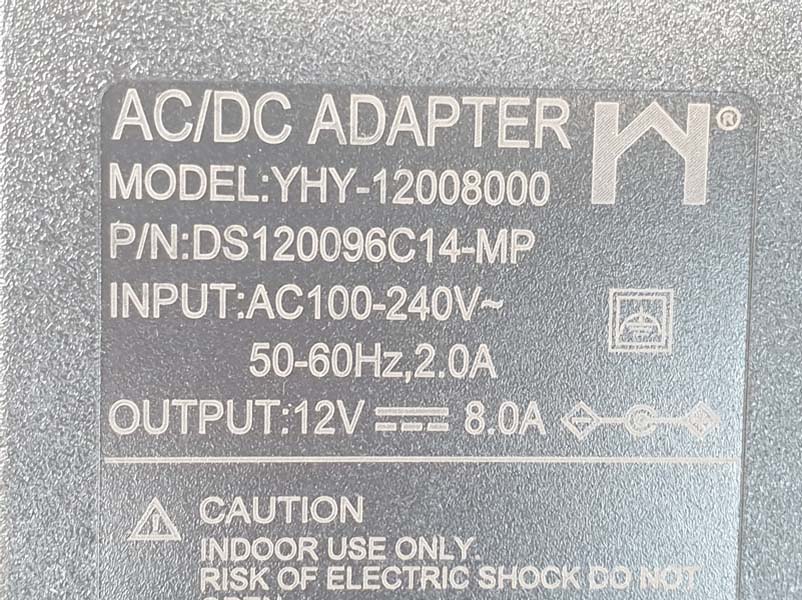 AC/DC ADAPTER
®
MODEL:YHY-12008000
P/N:DS120096C14-MP
INPUT:AC100-240V~
50-60Hz,2.0A
OUTPUT:12V ⎓ 8.0A
CAUTION
INDOOR USE ONLY.
RISK OF ELECTRIC SHOCK DO NOT